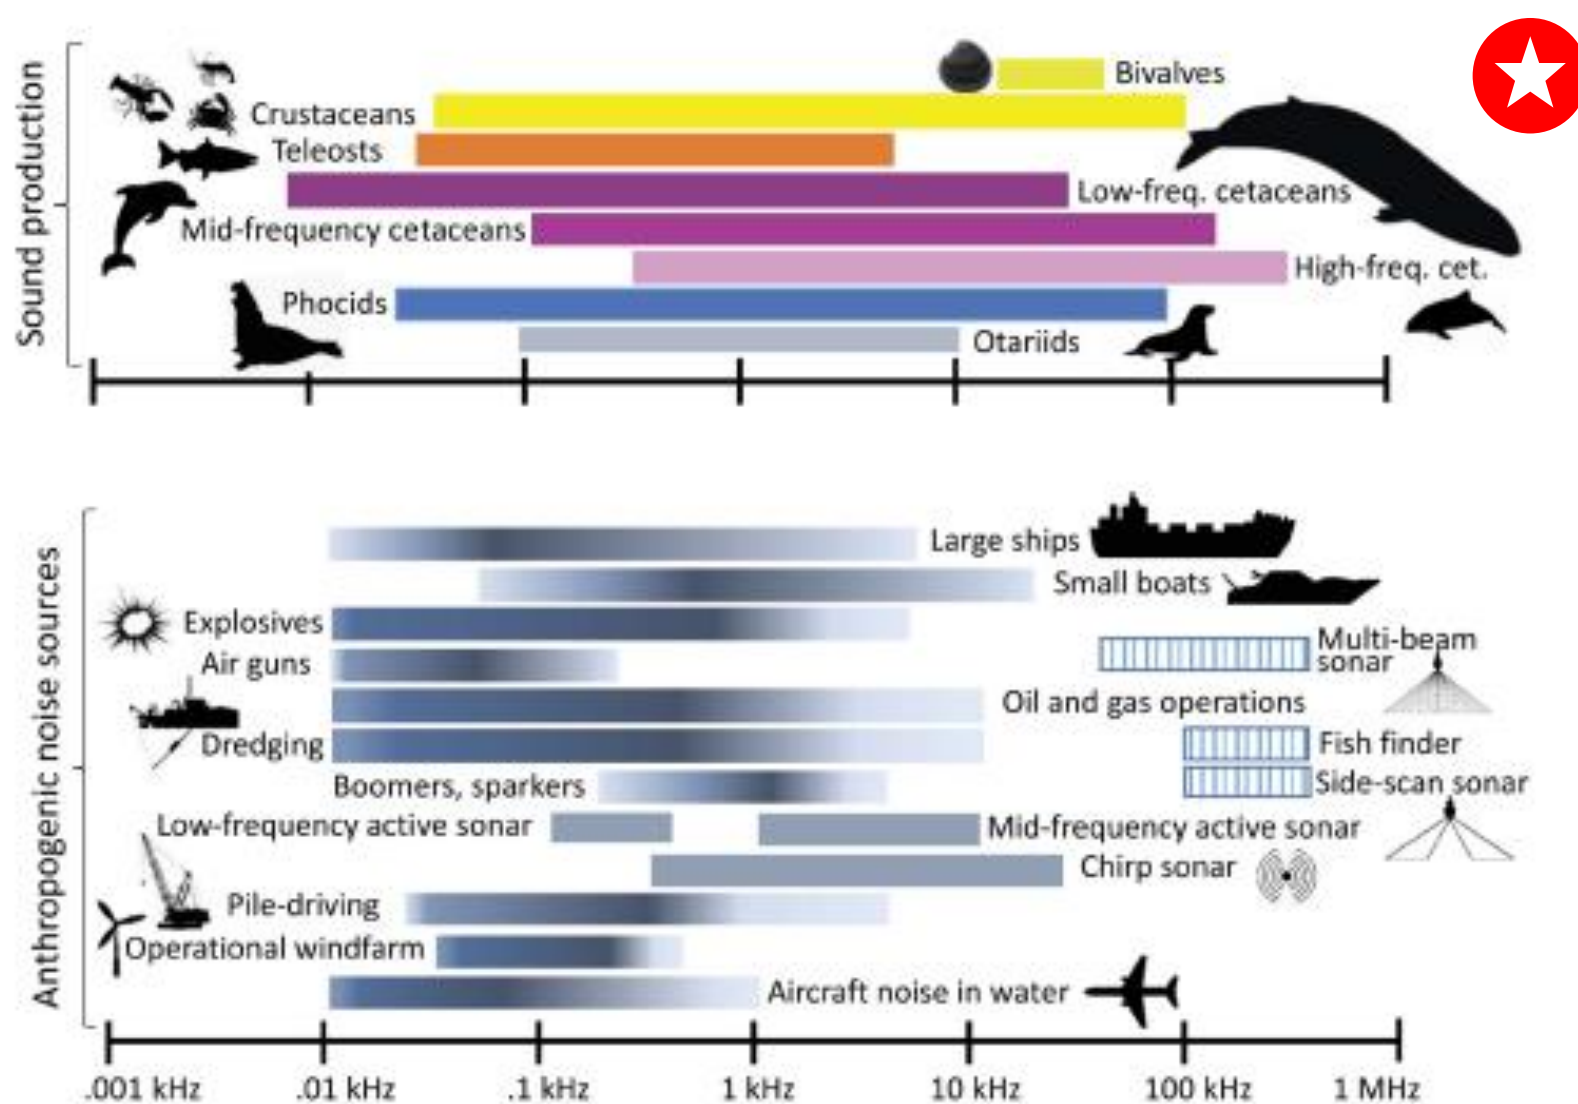 Sound production
Bivalves
Crustaceans
Teleosts
Low-freq. cetaceans
Mid-frequency cetaceans
High-freq. cet.
Phocids
Otariids
Anthropogenic noise sources
Large ships
Small boats
Explosives
Multi-beam
sonar
Air guns
Oil and gas operations
Dredging
Fish finder
Side-scan sonar
Boomers, sparkers
Low-frequency active sonar
Mid-frequency active sonar
Chirp sonar
Pile-driving
Operational windfarm
Aircraft noise in water
.001 kHz .01 kHz .1 kHz 1 kHz 10 kHz 100 kHz 1 MHz